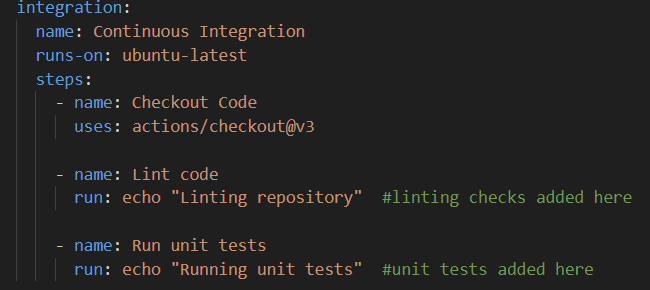 integration:
name: Continuous Integration
runs-on: ubuntu-latest
steps:
- name: Checkout Code
uses: actions/checkout@v3
- name: Lint code
run: echo "Linting repository"  #linting checks added here
- name: Run unit tests
run: echo "Running unit tests"  #unit tests added here